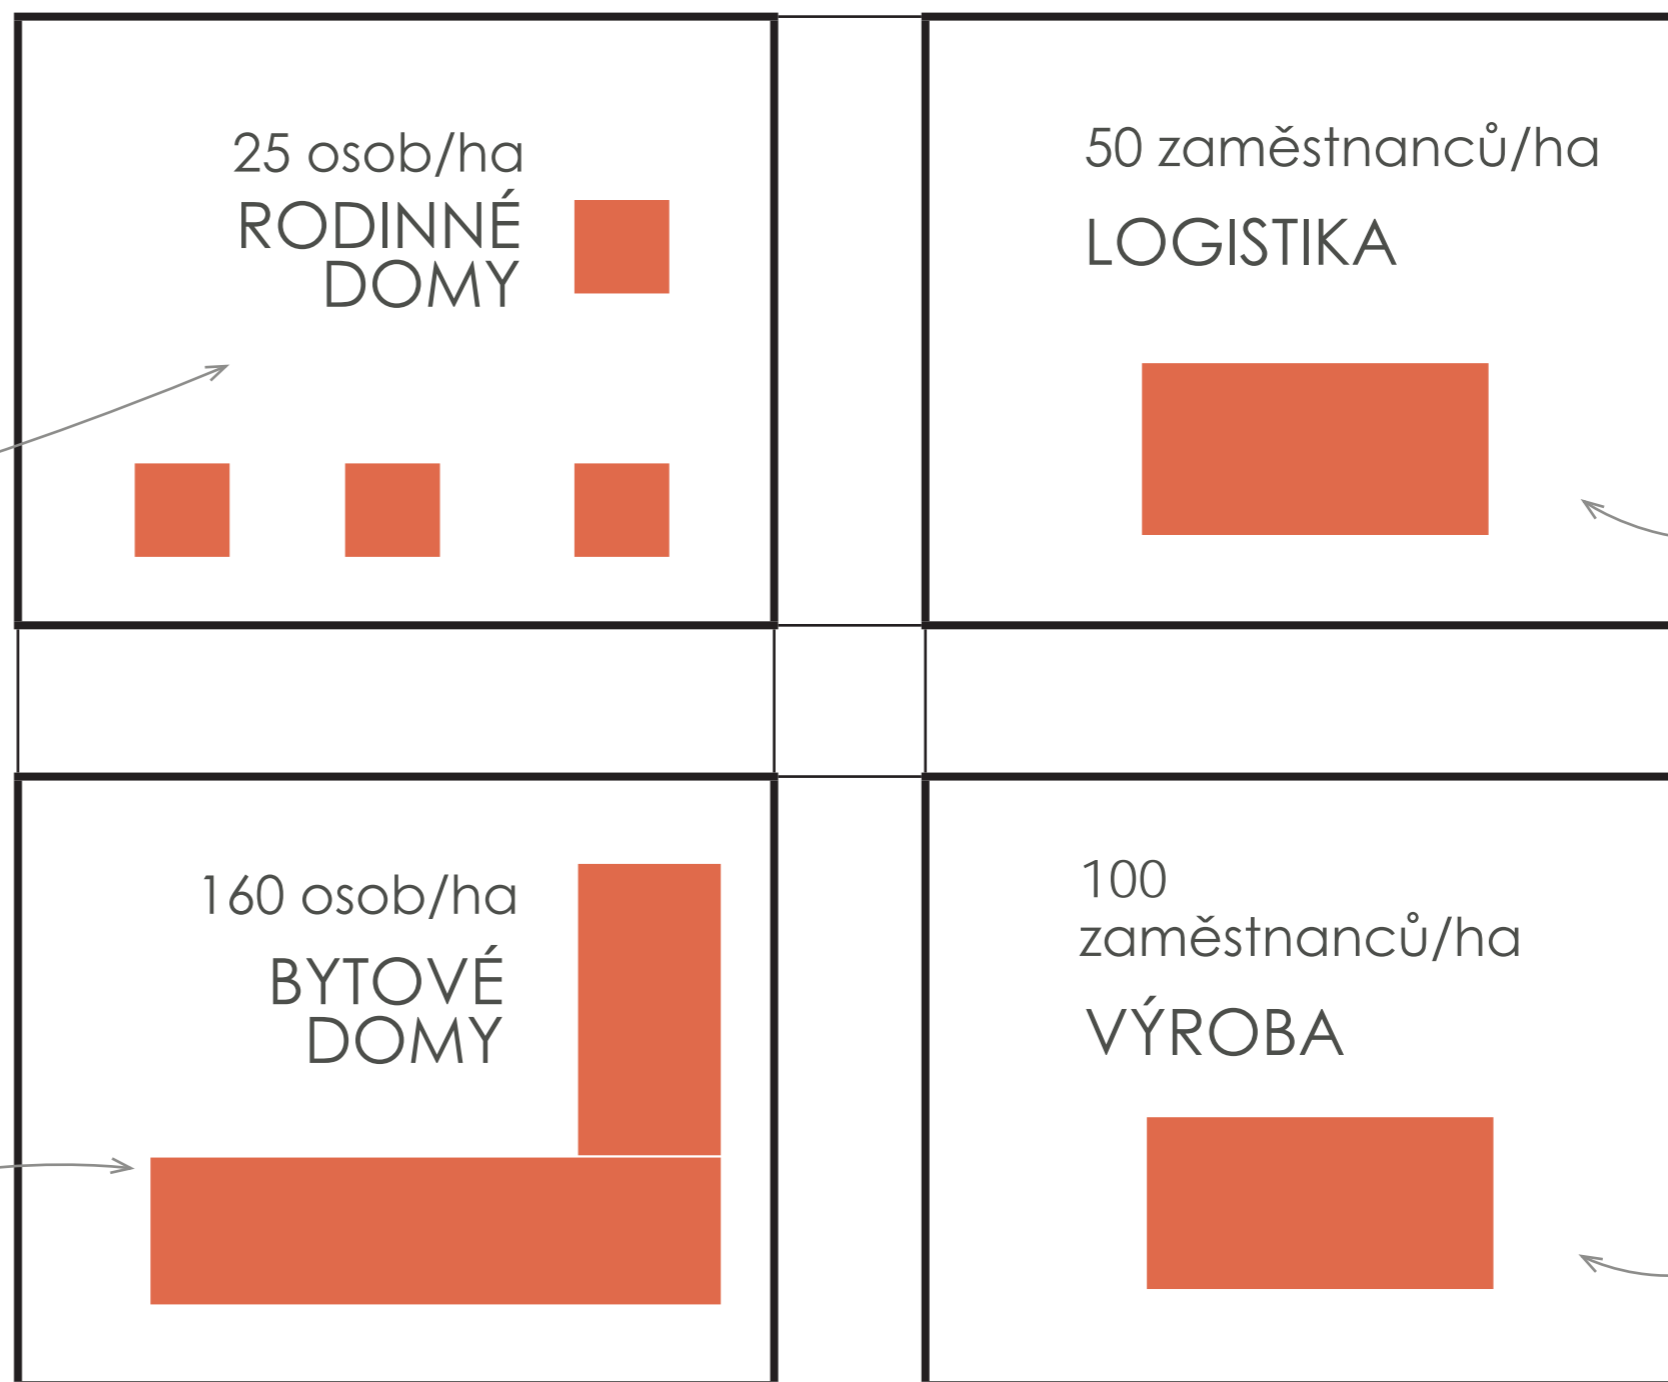 25 osob/ha
RODINNÉ
DOMY
50 zaměstnanců/ha
LOGISTIKA
160 osob/ha
BYTOVÉ
DOMY
100
zaměstnanců/ha
VÝROBA